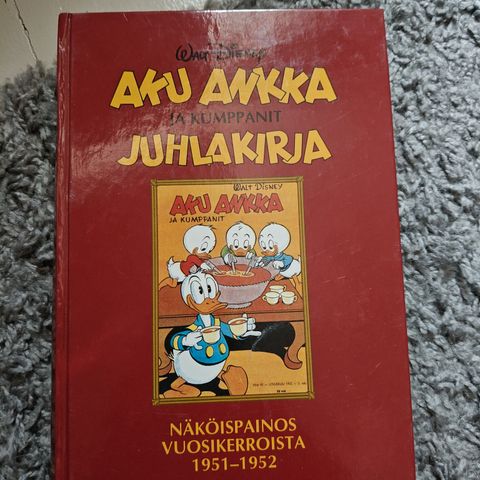 WALT DISNEY
AKU ANKKA
JA KUMPPANIT
JUHLAKIRJA
WALT DISNEY
AKU ANKKA
JA KUMPPANIT
NÄKÖISPAINOS
VUOSIKERROISTA
1951–1952